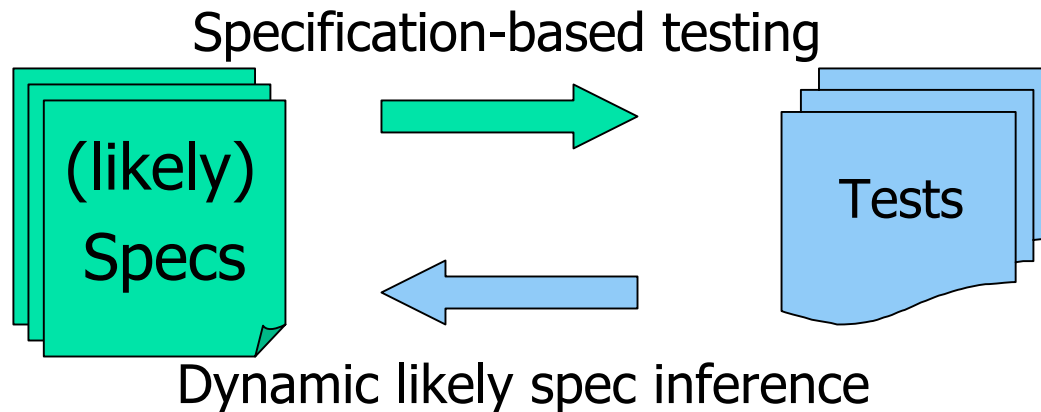 Specification-based testing
(likely)
Specs
Tests
Dynamic likely spec inference